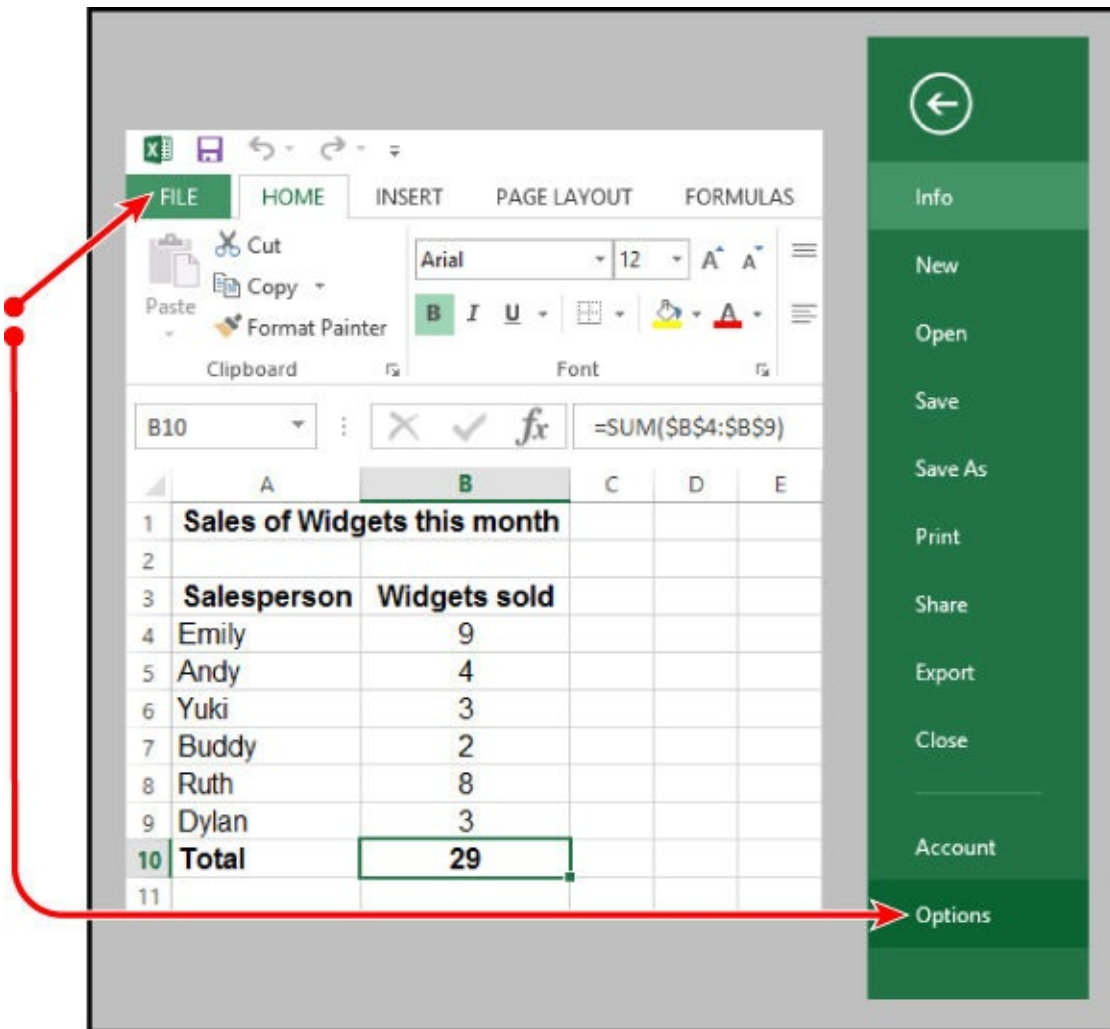 FILE HOME INSERT PAGE LAYOUT FORMULAS
Cut
Copy
Paste
Format Painter
Clipboard
Arial 12 A A
B I U A
Font
B10 fx =SUM($B$4:$B$9)
A B C D E
1 Sales of Widgets this month
2
3 Salesperson Widgets sold
4 Emily 9
5 Andy 4
6 Yuki 3
7 Buddy 2
8 Ruth 8
9 Dylan 3
10 Total 29
11
Info
New
Open
Save
Save As
Print
Share
Export
Close
Account
Options